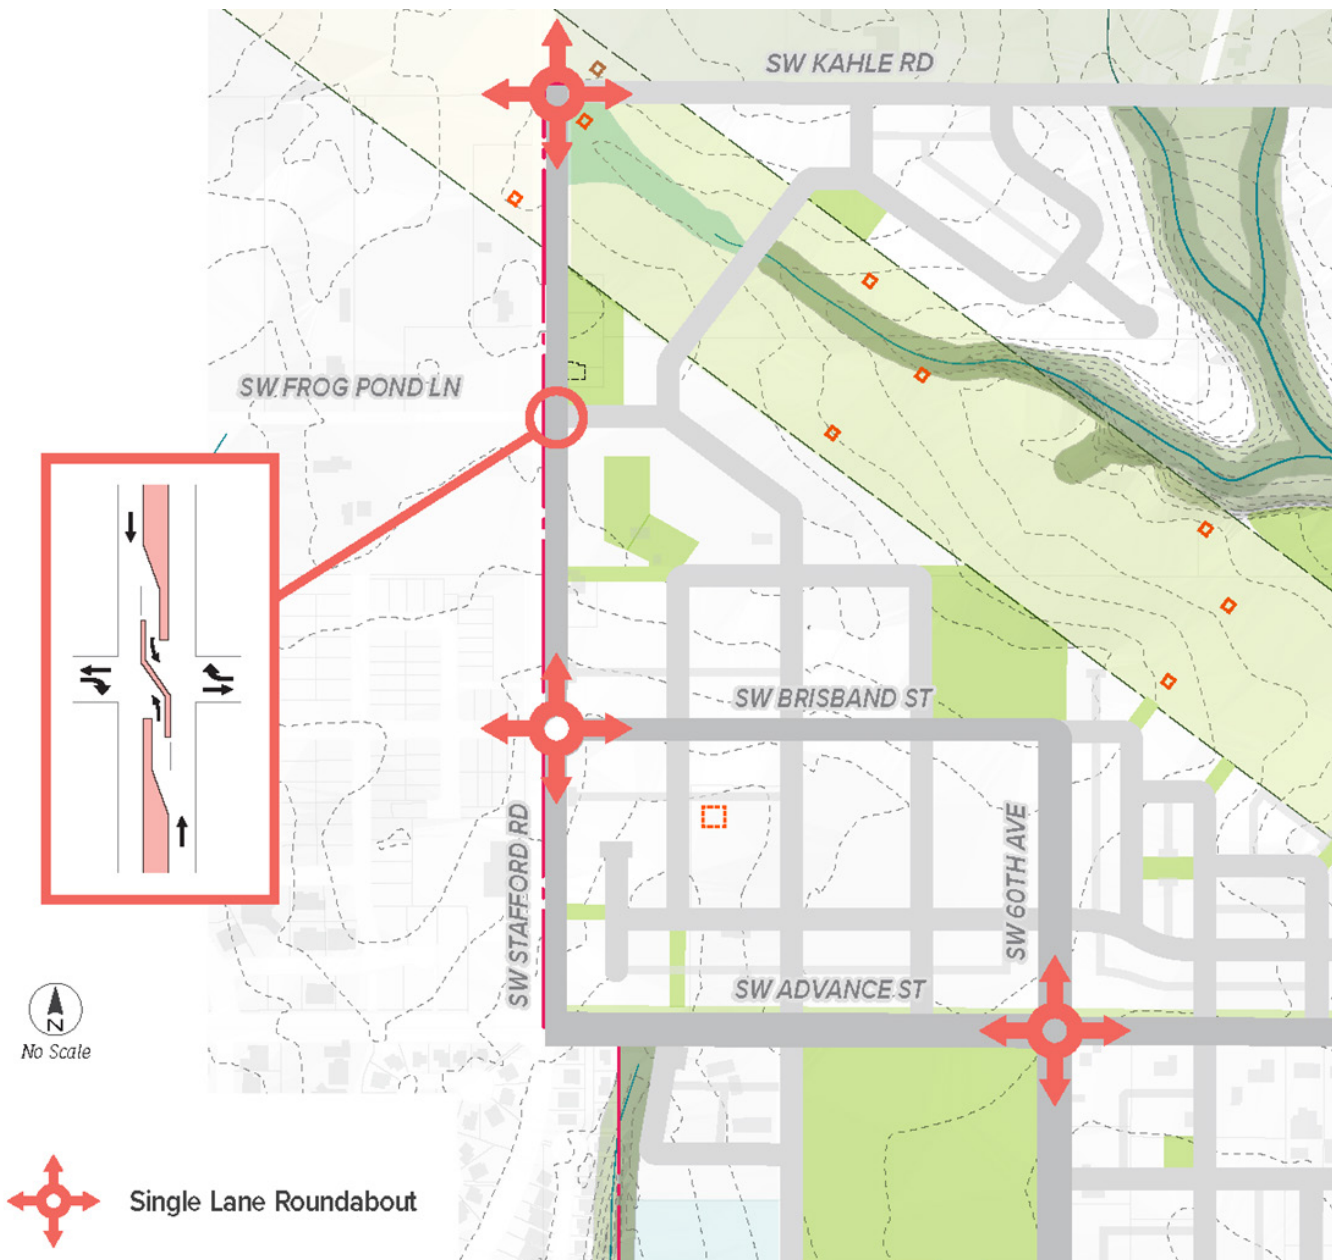 SW KAHLE RD
SW FROG POND LN
SW BRISBAND ST
SW STAFFORD RD
SW 60TH AVE
SW ADVANCE ST
N
No Scale
Single Lane Roundabout